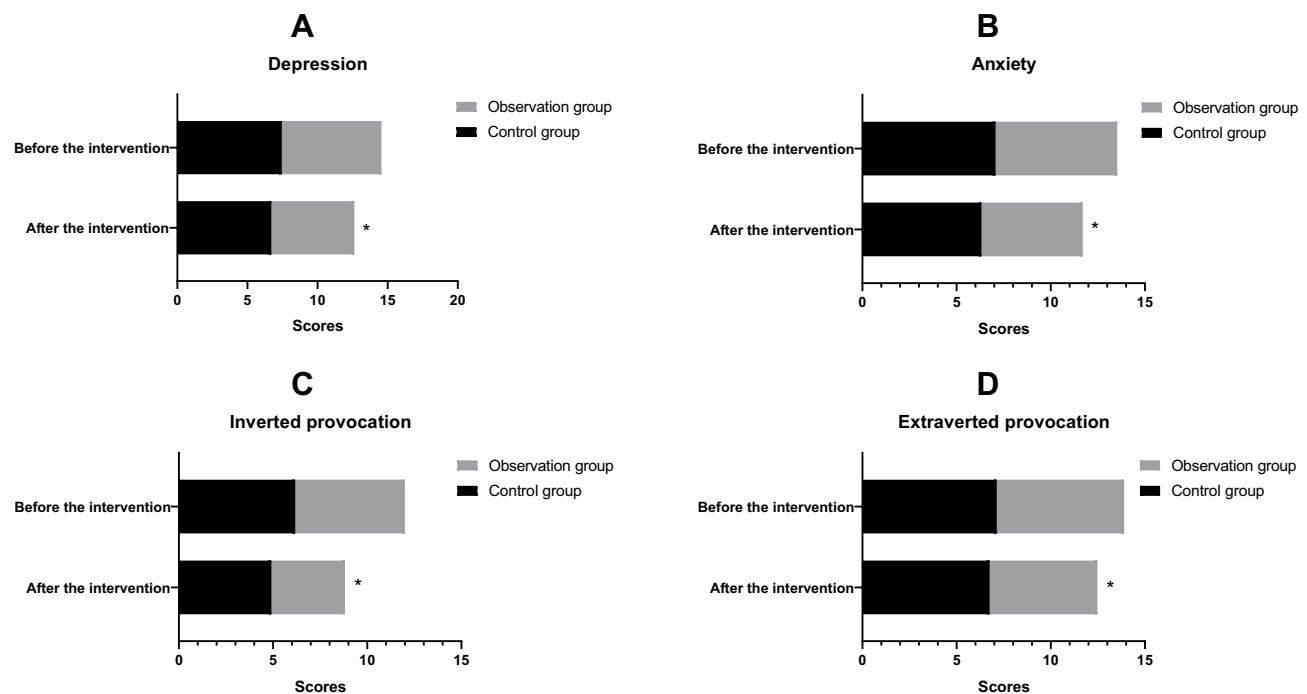 A
Depression
Observation group
Control group
Before the intervention
After the intervention
*
0 5 10 15 20
Scores
B
Anxiety
Observation group
Control group
Before the intervention
After the intervention
*
0 5 10 15
Scores
C
Inverted provocation
Observation group
Control group
Before the intervention
After the intervention
*
0 5 10 15
Scores
D
Extraverted provocation
Observation group
Control group
Before the intervention
After the intervention
*
0 5 10 15
Scores